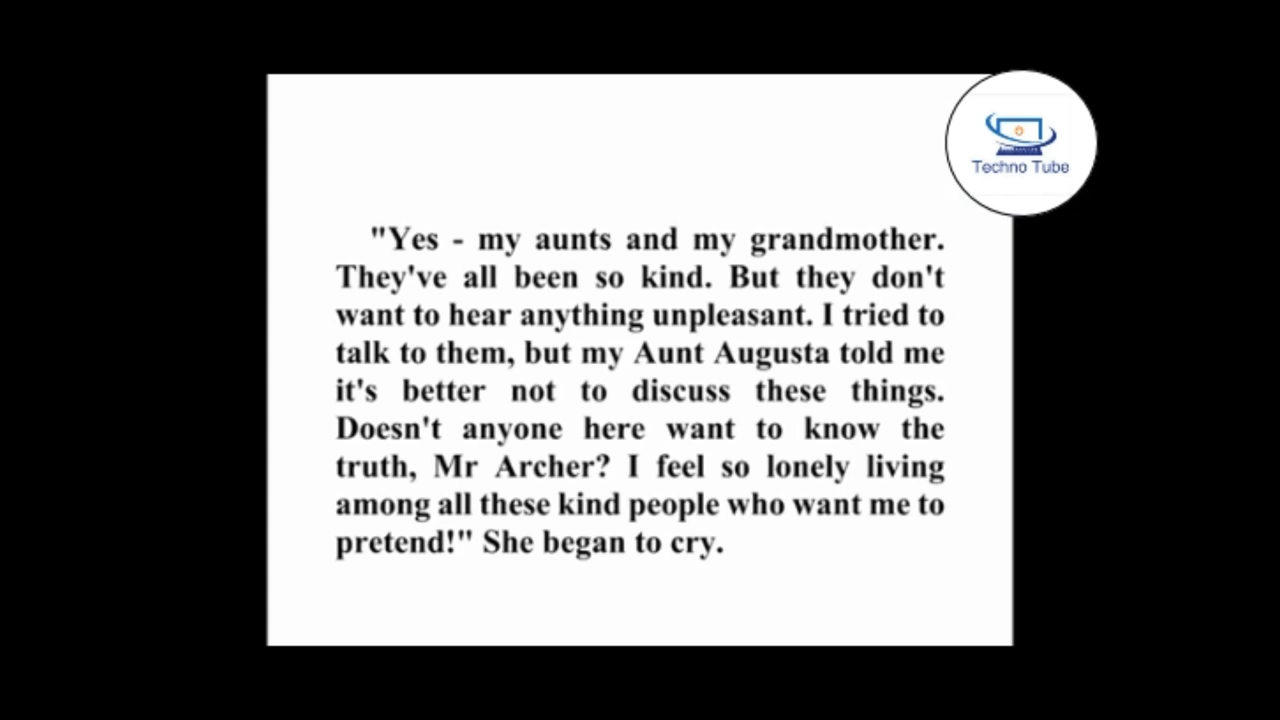 Techno Tube
"Yes - my aunts and my grandmother.
They've all been so kind. But they don't
want to hear anything unpleasant. I tried to
talk to them, but my Aunt Augusta told me
it's better not to discuss these things.
Doesn't anyone here want to know the
truth, Mr Archer? I feel so lonely living
among all these kind people who want me to
pretend!" She began to cry.